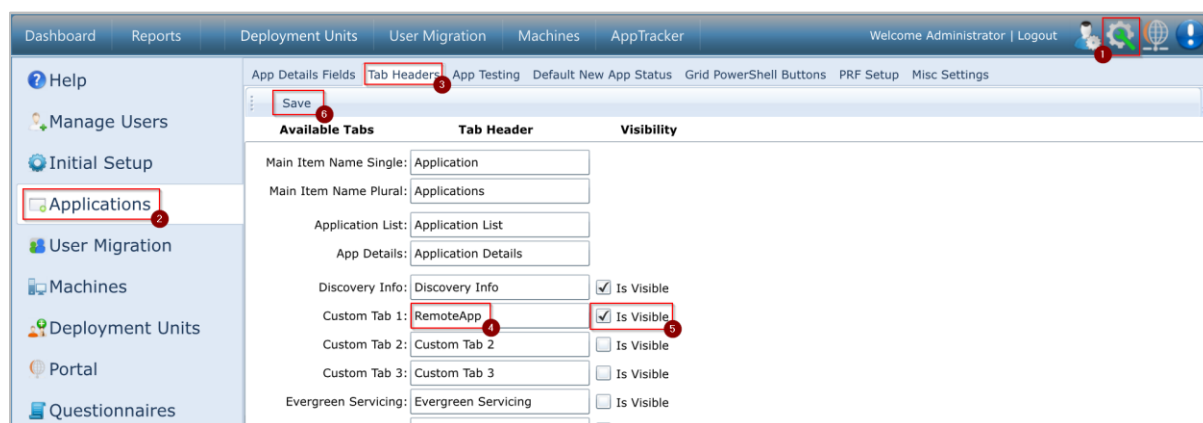 Dashboard Reports Deployment Units User Migration Machines AppTracker Welcome Administrator | Logout
1
Help
Manage Users
Initial Setup
Applications
2
User Migration
Machines
Deployment Units
Portal
Questionnaires
App Details Fields Tab Headers App Testing Default New App Status Grid PowerShell Buttons PRF Setup Misc Settings
3
Save
6
Available Tabs Tab Header Visibility
Main Item Name Single: Application
Main Item Name Plural: Applications
Application List: Application List
App Details: Application Details
Discovery Info: Discovery Info Is Visible
Custom Tab 1: RemoteApp Is Visible
4 5
Custom Tab 2: Custom Tab 2 Is Visible
Custom Tab 3: Custom Tab 3 Is Visible
Evergreen Servicing: Evergreen Servicing Is Visible